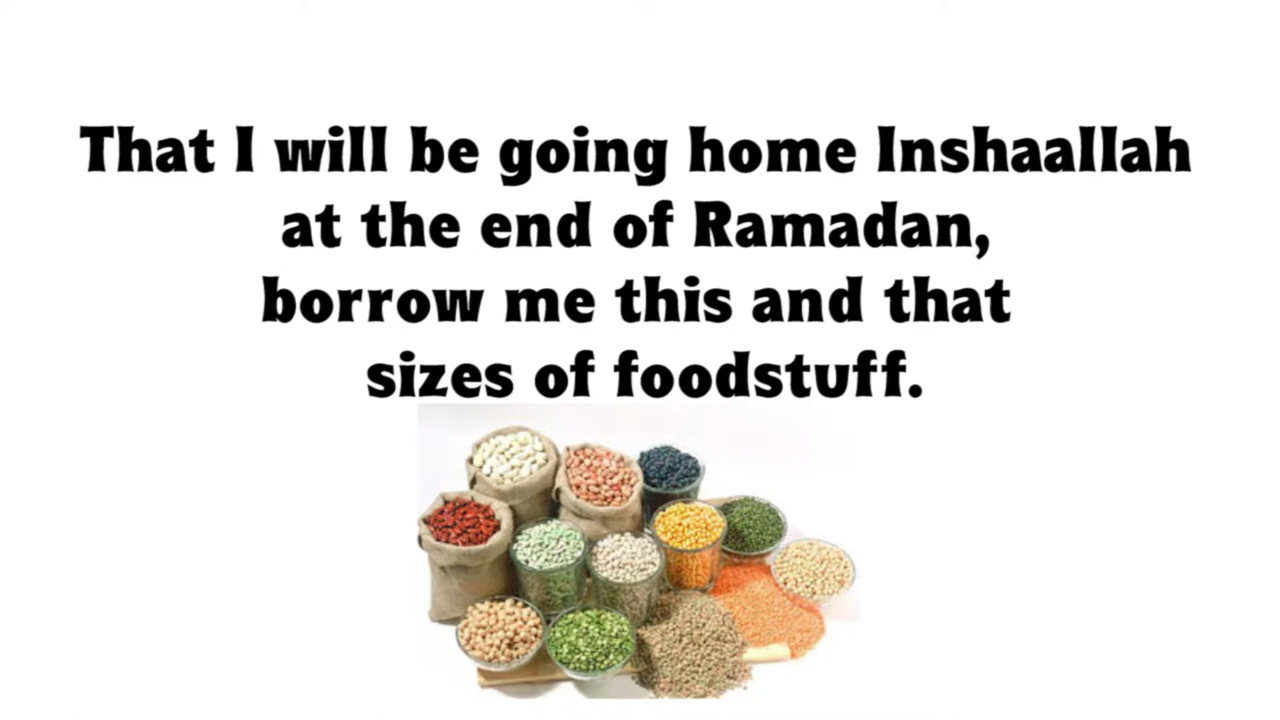 That I will be going home Inshaallah
at the end of Ramadan,
borrow me this and that
sizes of foodstuff.